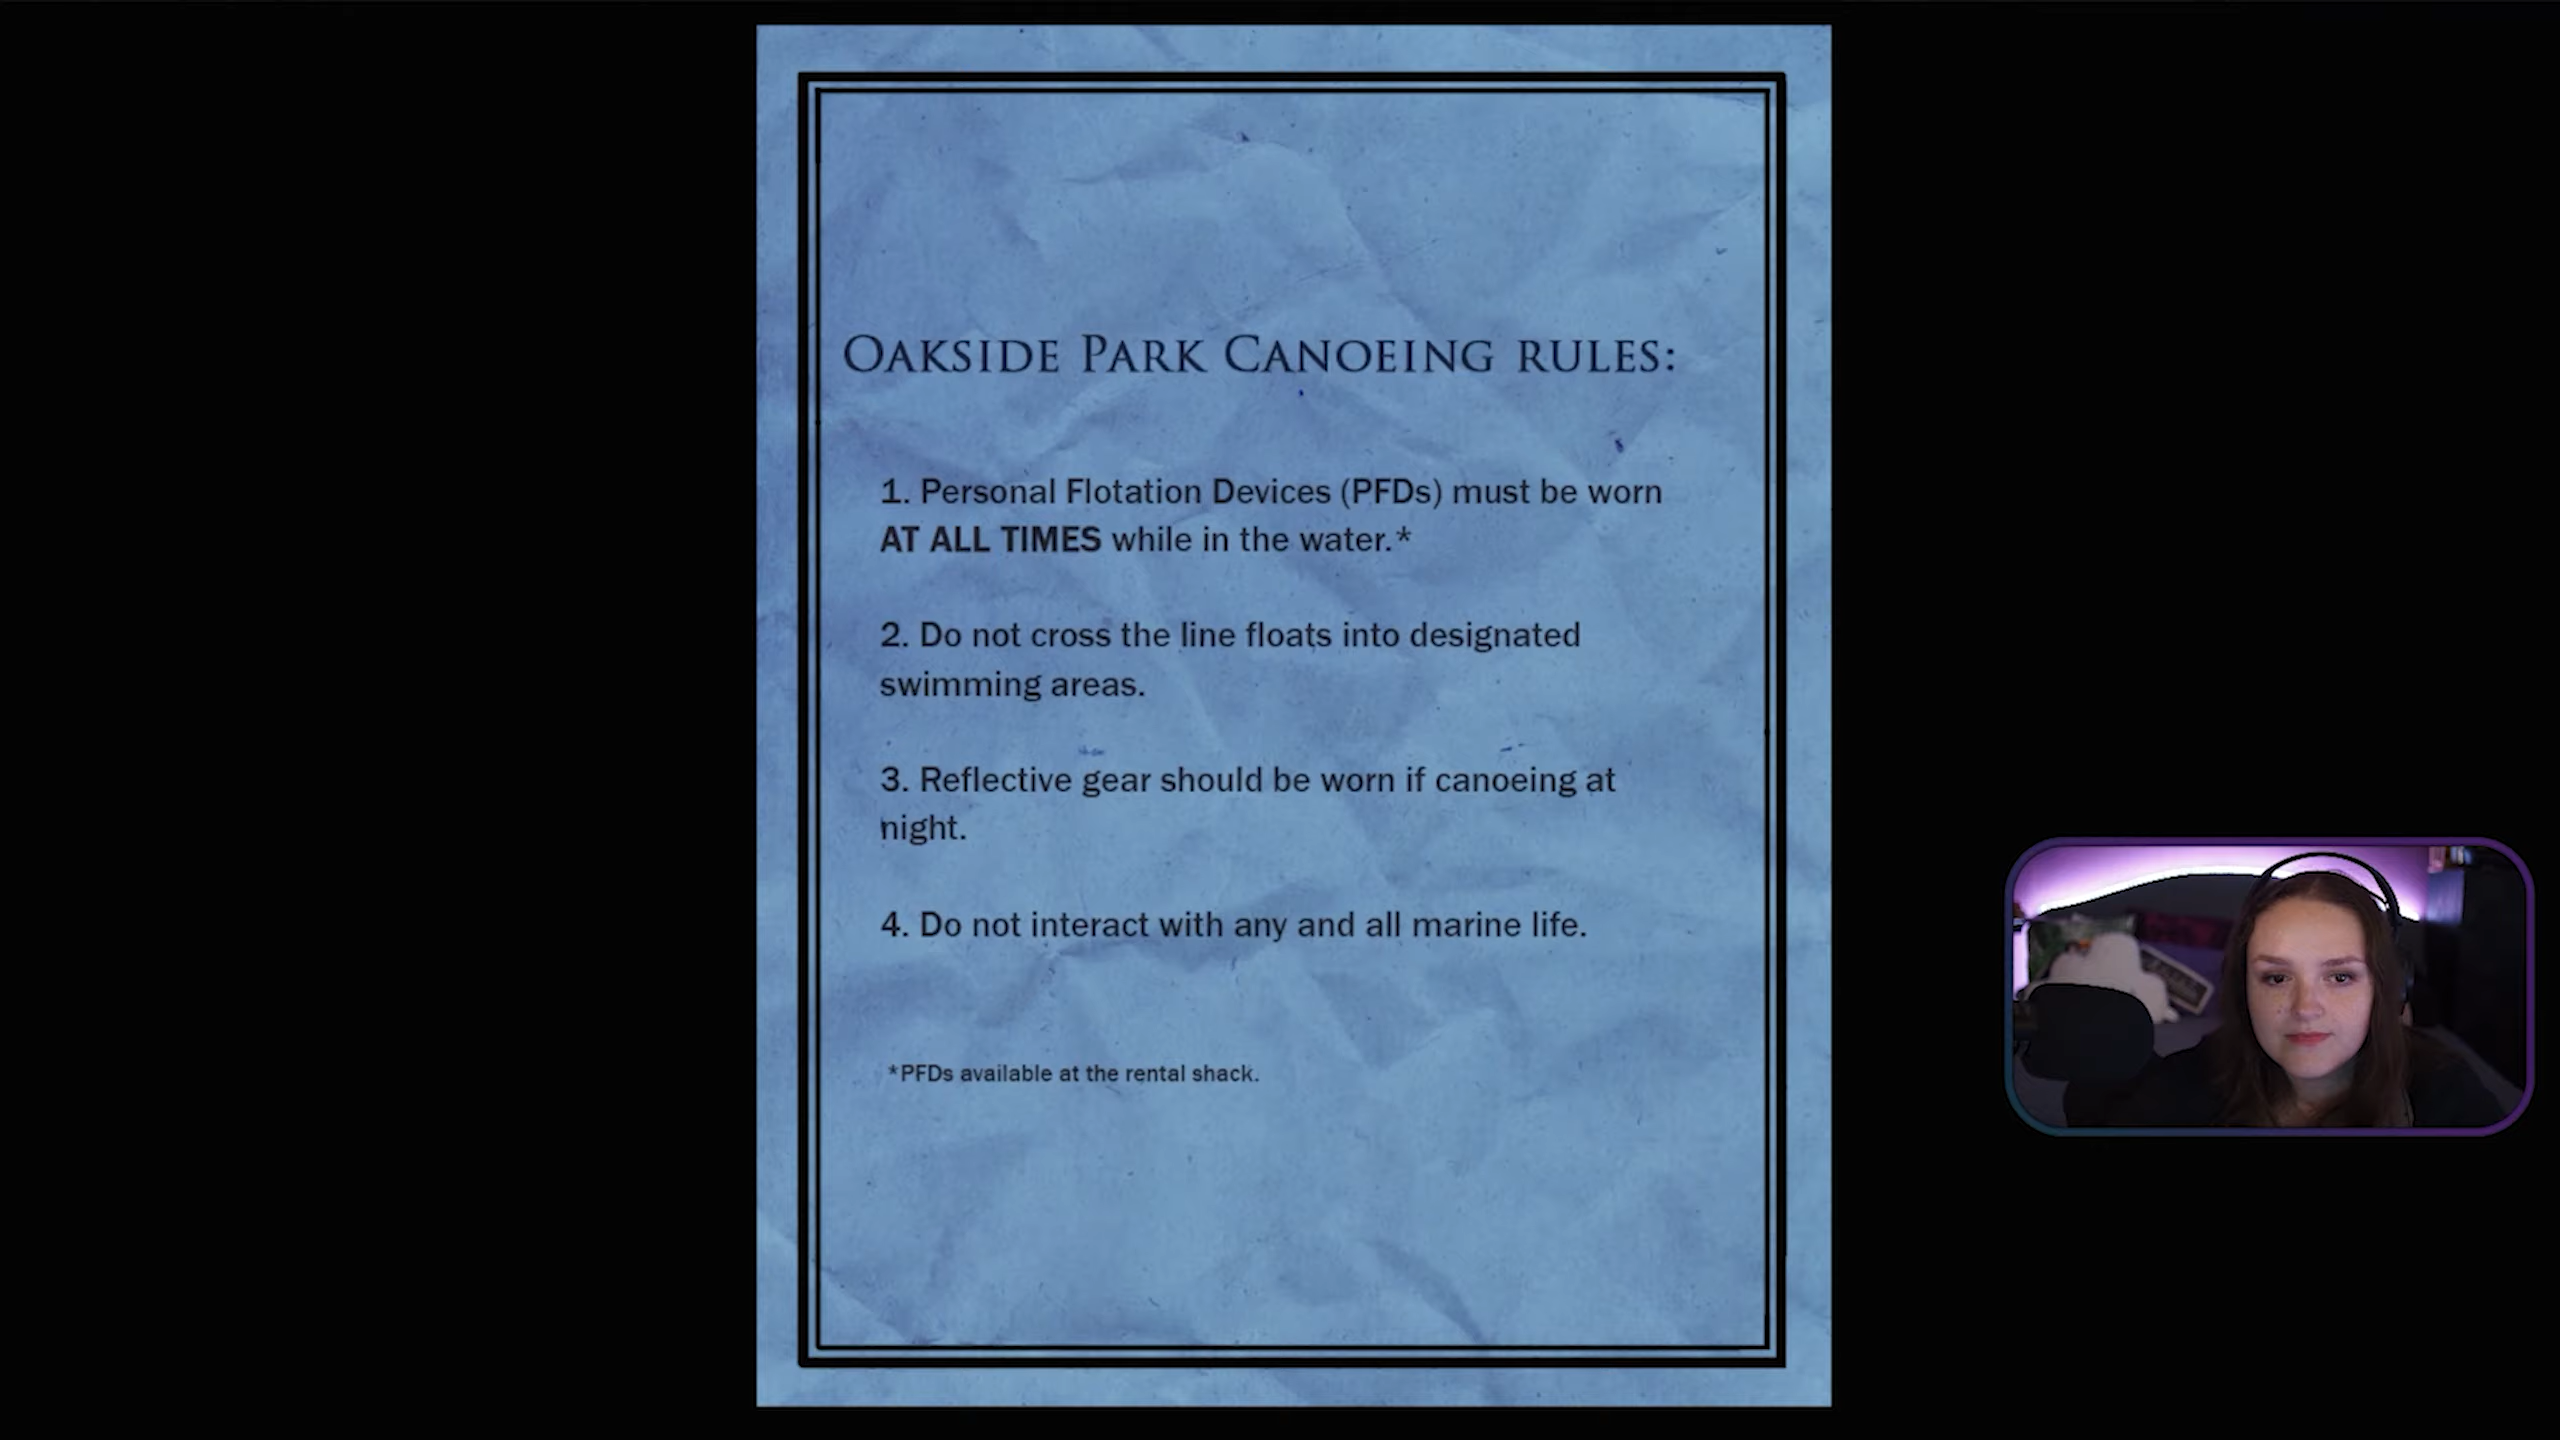 Oakside Park Canoeing rules:
1. Personal Flotation Devices (PFDs) must be worn
AT ALL TIMES while in the water.*
2. Do not cross the line floats into designated
swimming areas.
3. Reflective gear should be worn if canoeing at
night.
4. Do not interact with any and all marine life.
*PFDs available at the rental shack.